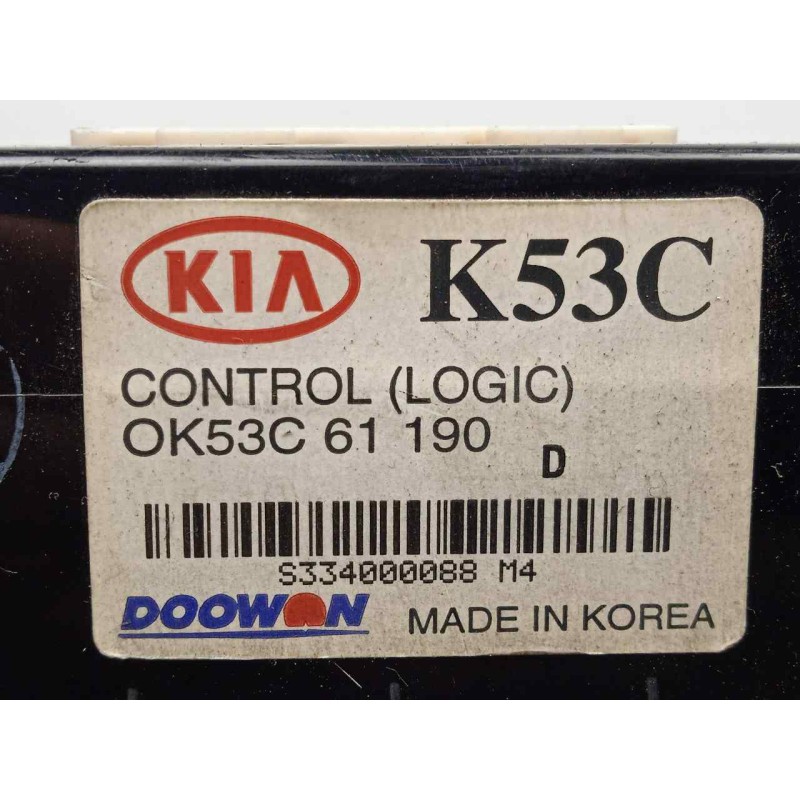 KIA K53C
CONTROL (LOGIC)
OK53C 61 190 D
S334000088 M4
DOOWON MADE IN KOREA